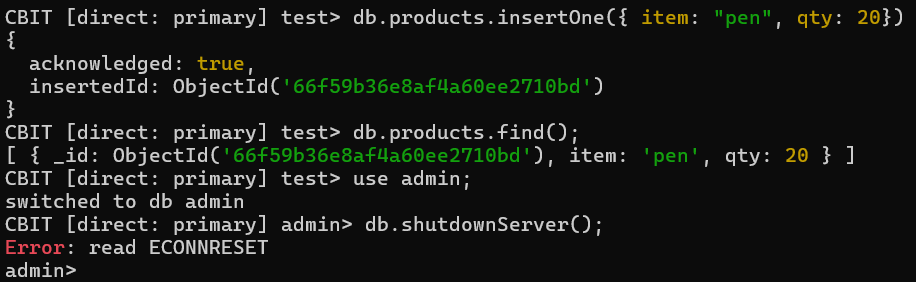 CBIT [direct: primary] test> db.products.insertOne({ item: "pen", qty: 20})
{
  acknowledged: true,
  insertedId: ObjectId('66f59b36e8af4a60ee2710bd')
}
CBIT [direct: primary] test> db.products.find();
[ { _id: ObjectId('66f59b36e8af4a60ee2710bd'), item: 'pen', qty: 20 } ]
CBIT [direct: primary] test> use admin;
switched to db admin
CBIT [direct: primary] admin> db.shutdownServer();
Error: read ECONNRESET
admin>